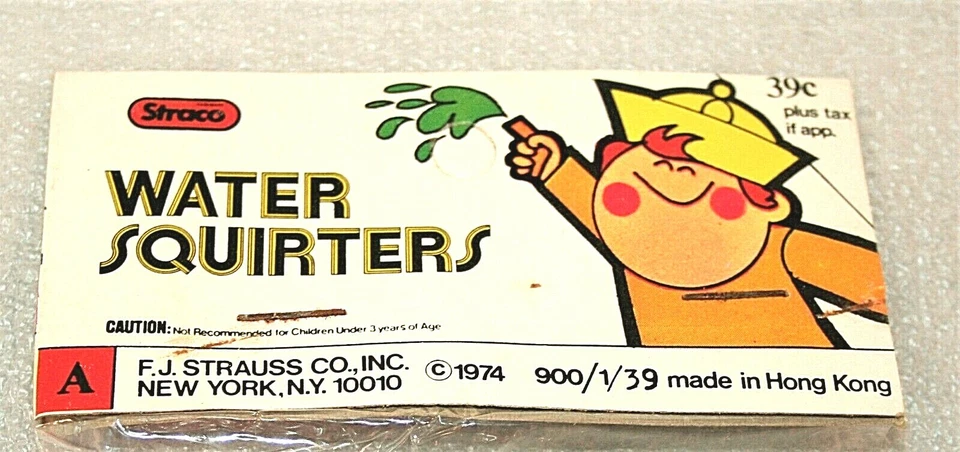 Straco
39c
plus tax
if app.
WATER
SQUIRTERS
CAUTION: Not Recommended for Children Under 3 years of Age
A
F.J. STRAUSS CO., INC.
NEW YORK, N.Y. 10010
©1974
900/1/39 made in Hong Kong